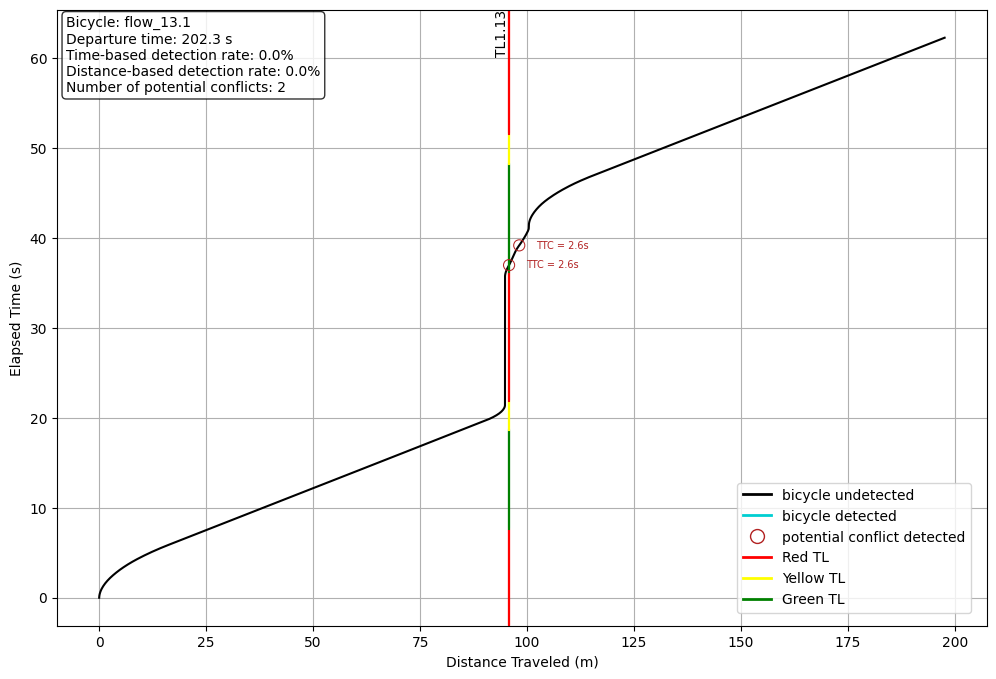 Bicycle: flow_13.1
Departure time: 202.3 s
Time-based detection rate: 0.0%
Distance-based detection rate: 0.0%
Number of potential conflicts: 2
TL1.13
60
50
40
30
20
10
0
Elapsed Time (s)
TTC = 2.6s
TTC = 2.6s
bicycle undetected
bicycle detected
potential conflict detected
Red TL
Yellow TL
Green TL
0
25
50
75
100
125
150
175
200
Distance Traveled (m)